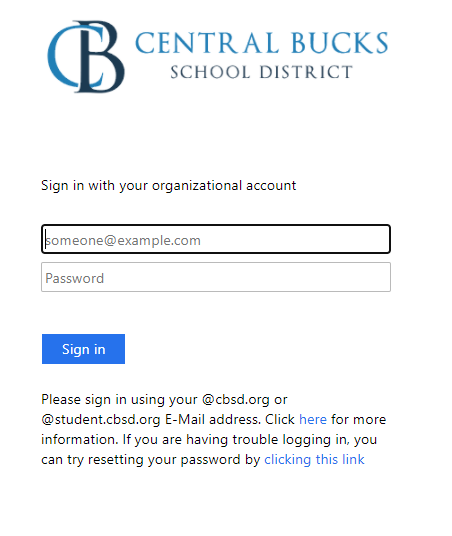 CB CENTRAL BUCKS
SCHOOL DISTRICT
Sign in with your organizational account
someone@example.com
Password
Sign in
Please sign in using your @cbsd.org or
@student.cbsd.org E-Mail address. Click here for more
information. If you are having trouble logging in, you
can try resetting your password by clicking this link